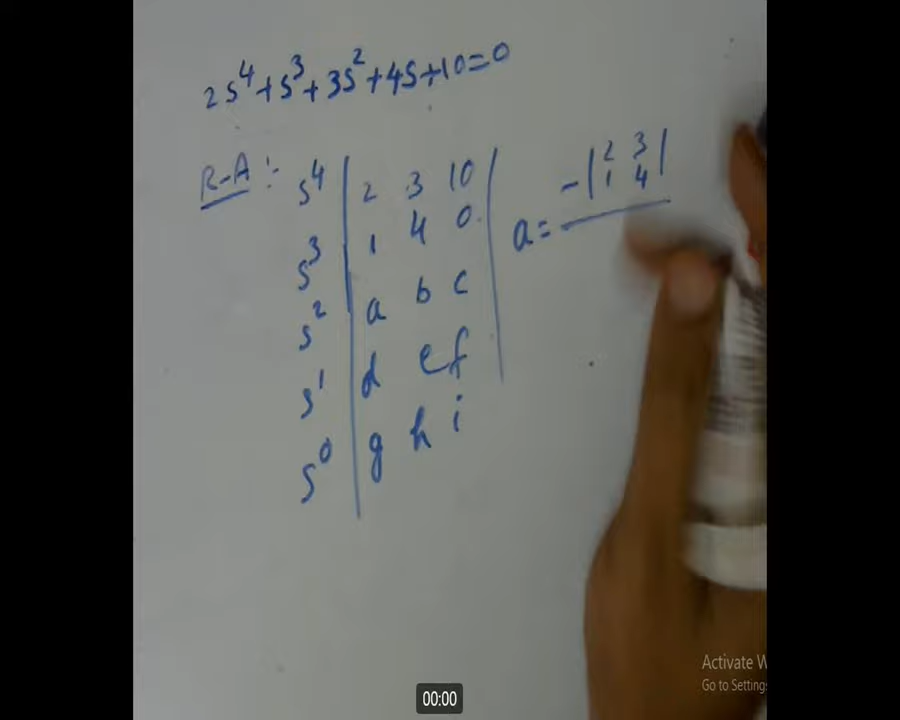 2s⁴+s³+3s²+4s+10=0
R-A:-
s⁴ | 2 3 10 |
s³ | 1 4 0 |
s² | a b c |
s¹ | d e f
s⁰ | g h i
a= -| 2 3 |
| 1 4 |
Activate W
Go to Settings
00:00